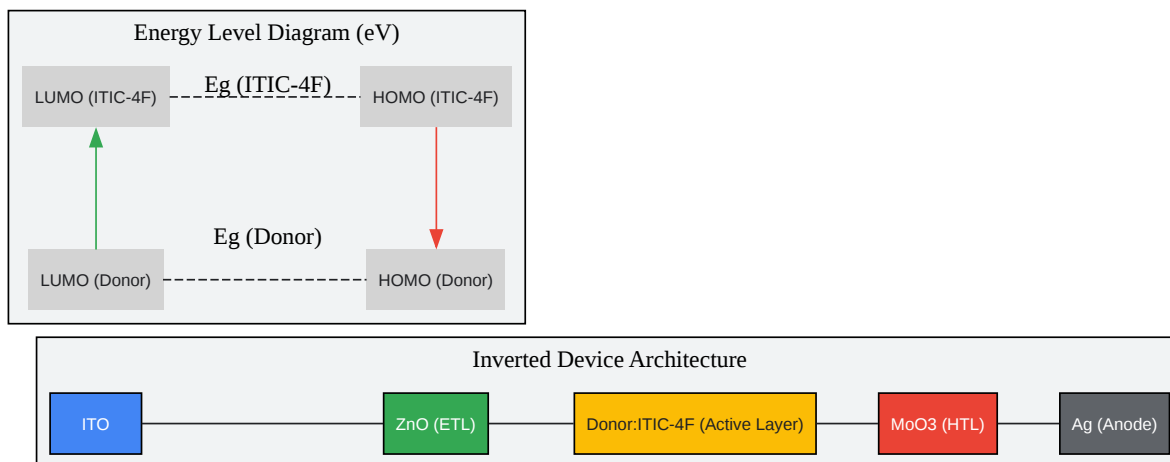 Energy Level Diagram (eV)
LUMO (ITIC-4F)
Eg (ITIC-4F)
HOMO (ITIC-4F)
Eg (Donor)
LUMO (Donor)
HOMO (Donor)
Inverted Device Architecture
ITO
ZnO (ETL)
Donor:ITIC-4F (Active Layer)
MoO3 (HTL)
Ag (Anode)